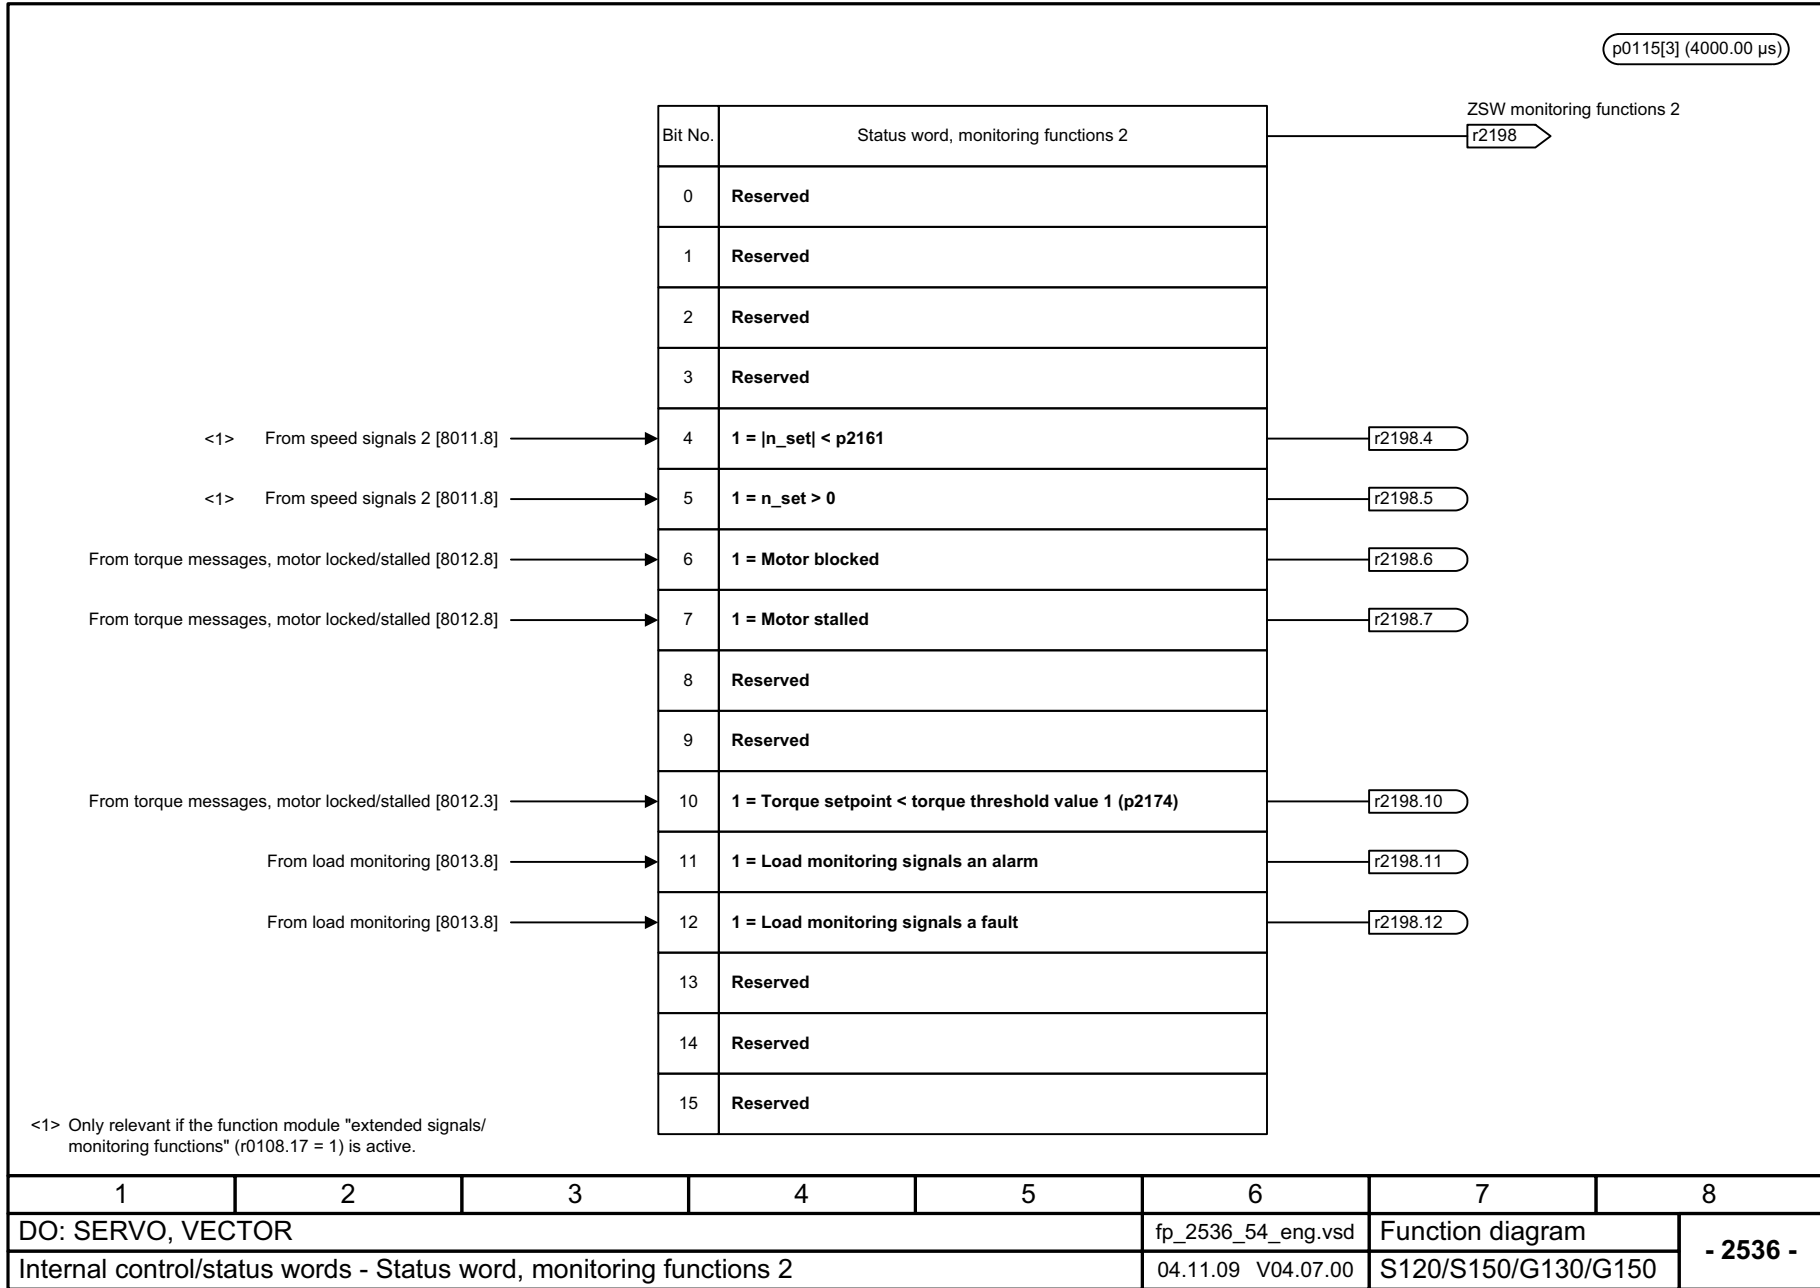 p0115[3] (4000.00 µs)
ZSW monitoring functions 2
Bit No. Status word, monitoring functions 2 r2198
0 Reserved
1 Reserved
2 Reserved
3 Reserved
<1> From speed signals 2 [8011.8] 4 1 = |n_set| < p2161 r2198.4
<1> From speed signals 2 [8011.8] 5 1 = n_set > 0 r2198.5
From torque messages, motor locked/stalled [8012.8] 6 1 = Motor blocked r2198.6
From torque messages, motor locked/stalled [8012.8] 7 1 = Motor stalled r2198.7
8 Reserved
9 Reserved
From torque messages, motor locked/stalled [8012.3] 10 1 = Torque setpoint < torque threshold value 1 (p2174) r2198.10
From load monitoring [8013.8] 11 1 = Load monitoring signals an alarm r2198.11
From load monitoring [8013.8] 12 1 = Load monitoring signals a fault r2198.12
13 Reserved
14 Reserved
15 Reserved
<1> Only relevant if the function module "extended signals/
monitoring functions" (r0108.17 = 1) is active.
1 2 3 4 5 6 7 8
DO: SERVO, VECTOR fp_2536_54_eng.vsd Function diagram - 2536 -
Internal control/status words - Status word, monitoring functions 2 04.11.09 V04.07.00 S120/S150/G130/G150